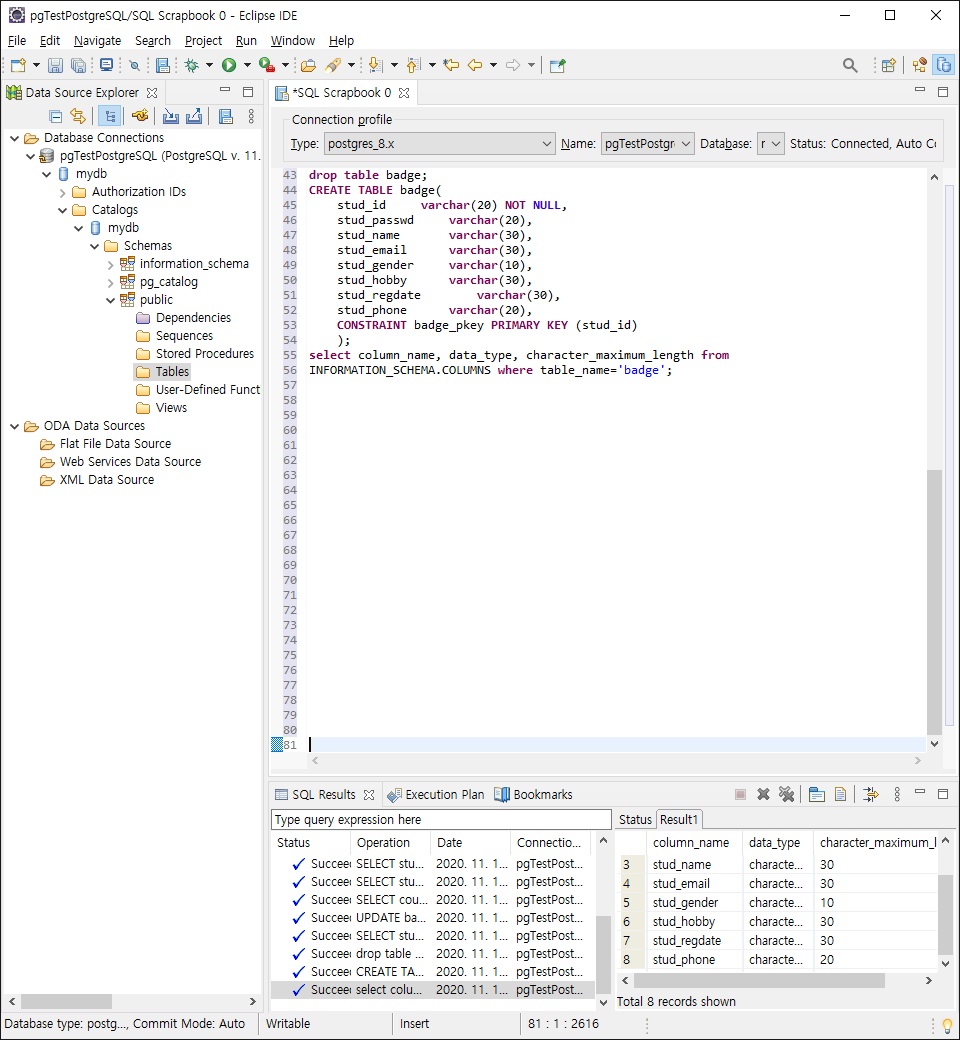 pgTestPostgreSQL/SQL Scrapbook 0 - Eclipse IDE
File Edit Navigate Search Project Run Window Help
Data Source Explorer
Database Connections
pgTestPostgreSQL (PostgreSQL v. 11.
mydb
Authorization IDs
Catalogs
mydb
Schemas
information_schema
pg_catalog
public
Dependencies
Sequences
Stored Procedures
Tables
User-Defined Funct
Views
ODA Data Sources
Flat File Data Source
Web Services Data Source
XML Data Source
*SQL Scrapbook 0
Connection profile
Type: postgres_8.x Name: pgTestPostgr Database: r Status: Connected, Auto Co
43 drop table badge;
44 CREATE TABLE badge(
45 stud_id varchar(20) NOT NULL,
46 stud_passwd varchar(20),
47 stud_name varchar(30),
48 stud_email varchar(30),
49 stud_gender varchar(10),
50 stud_hobby varchar(30),
51 stud_regdate varchar(30),
52 stud_phone varchar(20),
53 CONSTRAINT badge_pkey PRIMARY KEY (stud_id)
54 );
55 select column_name, data_type, character_maximum_length from
56 INFORMATION_SCHEMA.COLUMNS where table_name='badge';
57
58
59
60
61
62
63
64
65
66
67
68
69
70
71
72
73
74
75
76
77
78
79
80
81
SQL Results Execution Plan Bookmarks
Type query expression here
Status Operation Date Connectio...
Succeed SELECT stu... 2020. 11. 1... pgTestPost...
Succeed SELECT stu... 2020. 11. 1... pgTestPost...
Succeed SELECT cou... 2020. 11. 1... pgTestPost...
Succeed UPDATE ba... 2020. 11. 1... pgTestPost...
Succeed SELECT stu... 2020. 11. 1... pgTestPost...
Succeed drop table ... 2020. 11. 1... pgTestPost...
Succeed CREATE TA... 2020. 11. 1... pgTestPost...
Succeed select colu... 2020. 11. 1... pgTestPost...
Status Result1
column_name data_type character_maximum_l
3 stud_name characte... 30
4 stud_email characte... 30
5 stud_gender characte... 10
6 stud_hobby characte... 30
7 stud_regdate characte... 30
8 stud_phone characte... 20
Total 8 records shown
Database type: postg..., Commit Mode: Auto Writable Insert 81 : 1 : 2616